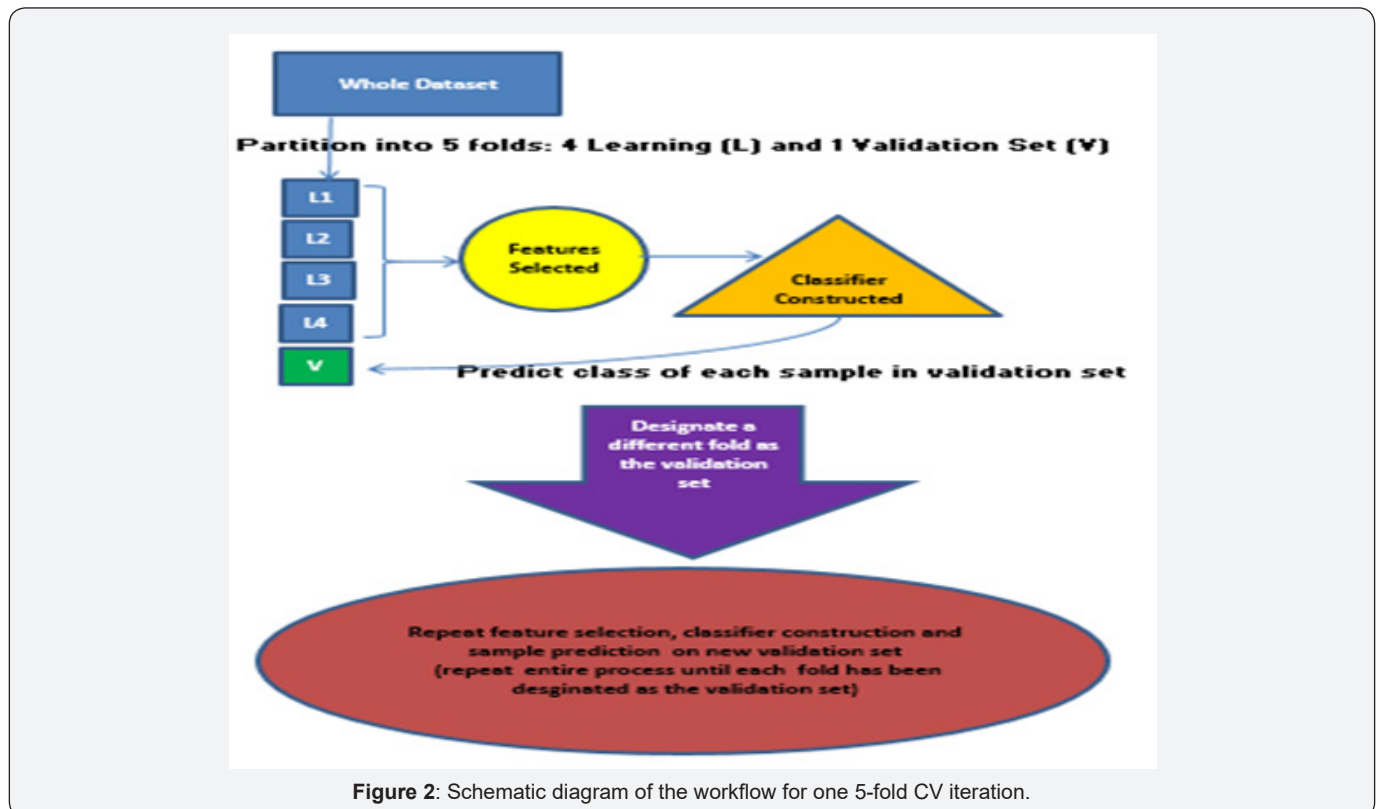 Whole Dataset
Partition into 5 folds: 4 Learning (L) and 1 Validation Set (V)
L1
L2
L3
L4
V
Features
Selected
Classifier
Constructed
Predict class of each sample in validation set
Designate a
different fold as
the validation
set
Repeat feature selection, classifier construction and
sample prediction on new validation set
(repeat entire process until each fold has been
desginated as the validation set)
Figure 2: Schematic diagram of the workflow for one 5-fold CV iteration.